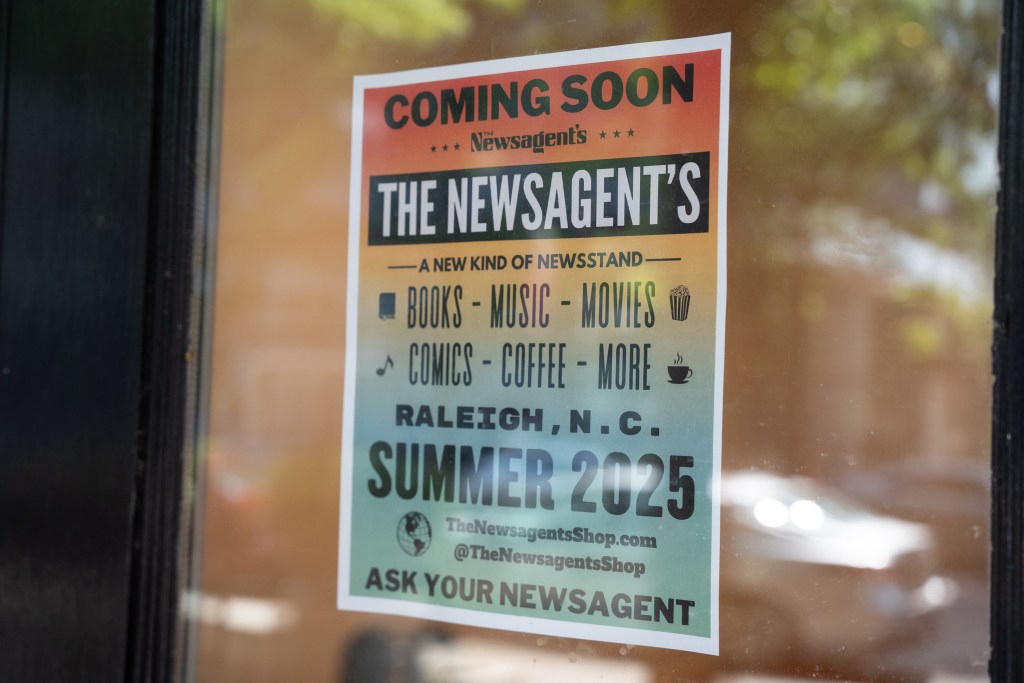 COMING SOON
THE
Newsagent's
THE NEWSAGENT'S
A NEW KIND OF NEWSSTAND
BOOKS - MUSIC - MOVIES
COMICS - COFFEE - MORE
RALEIGH, N.C.
SUMMER 2025
TheNewsagentsShop.com
@TheNewsagentsShop
ASK YOUR NEWSAGENT